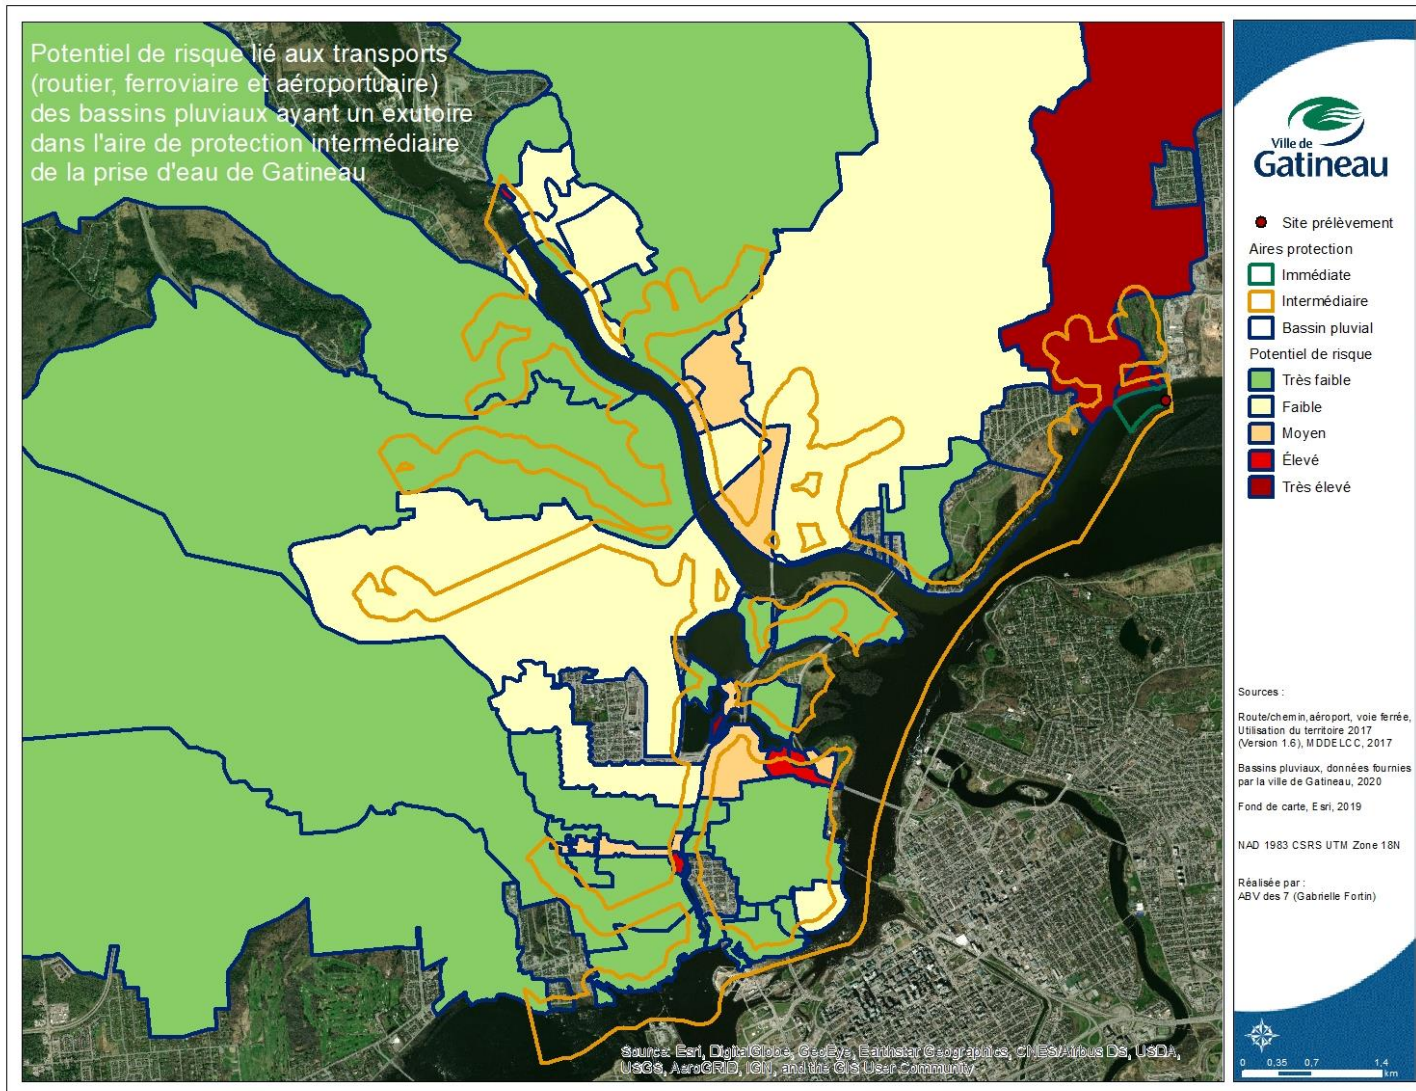 Potentiel de risque lié aux transports
(routier, ferroviaire et aéroportuaire)
des bassins pluviaux ayant un exutoire
dans l'aire de protection intermédiaire
de la prise d'eau de Gatineau
Ville de
Gatineau
Site prélèvement
Aires protection
Immédiate
Intermédiaire
Bassin pluvial
Potentiel de risque
Très faible
Faible
Moyen
Élevé
Très élevé
Sources :
Route/chemin,aéroport, voie ferrée,
Utilisation du territoire 2017
(Version 1.6), MDDELCC, 2017
Bassins pluviaux, données fournies
par la ville de Gatineau, 2020
Fond de carte, Esri, 2019
NAD 1983 CSRS UTM Zone 18N
Réalisée par :
ABV des 7 (Gabrielle Fortin)
0 0,35 0,7 1,4
km
Source: Esri, DigitalGlobe, GeoEye, Earthstar Geographics, CNES/Airbus DS, USDA,
USGS, AeroGRID, IGN, and the GIS User Community